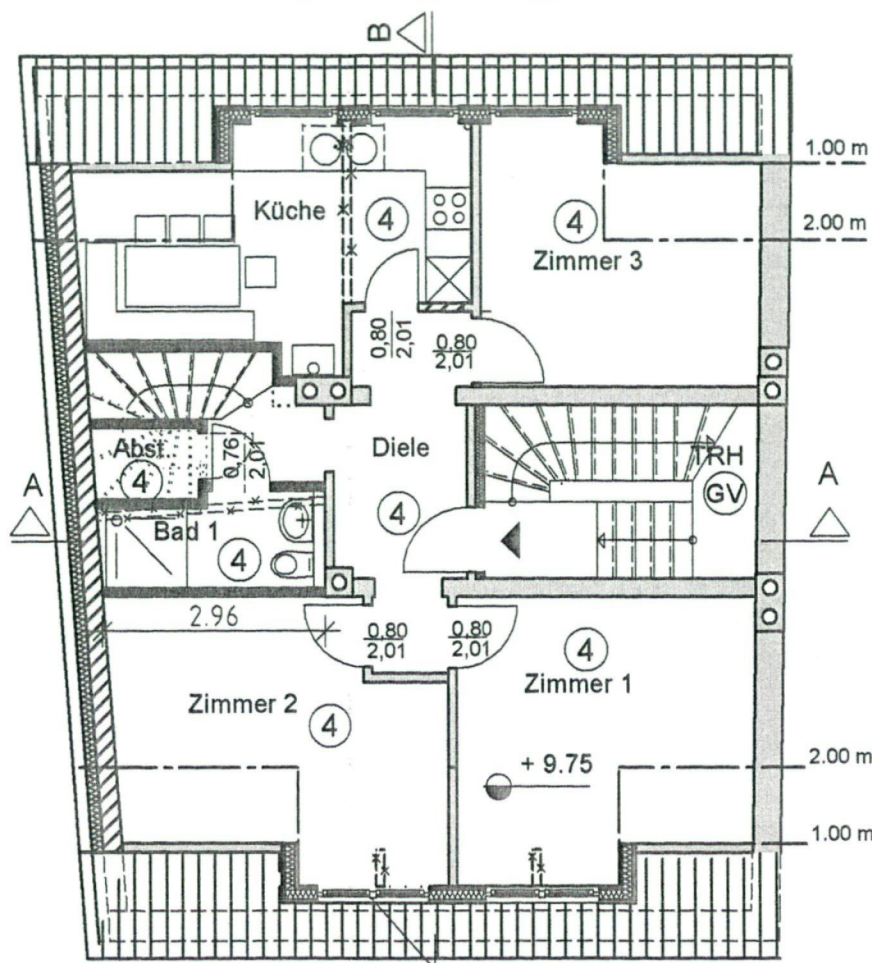 B
1.00 m
2.00 m
Küche
4
4
Zimmer 3
0,80
2,01
0,80
2,01
Abst.
4
0,76
2,01
Diele
4
TRH
GV
A
A
Bad 1
4
2.96
0,80
2,01
0,80
2,01
4
Zimmer 1
Zimmer 2
4
+ 9.75
2.00 m
1.00 m